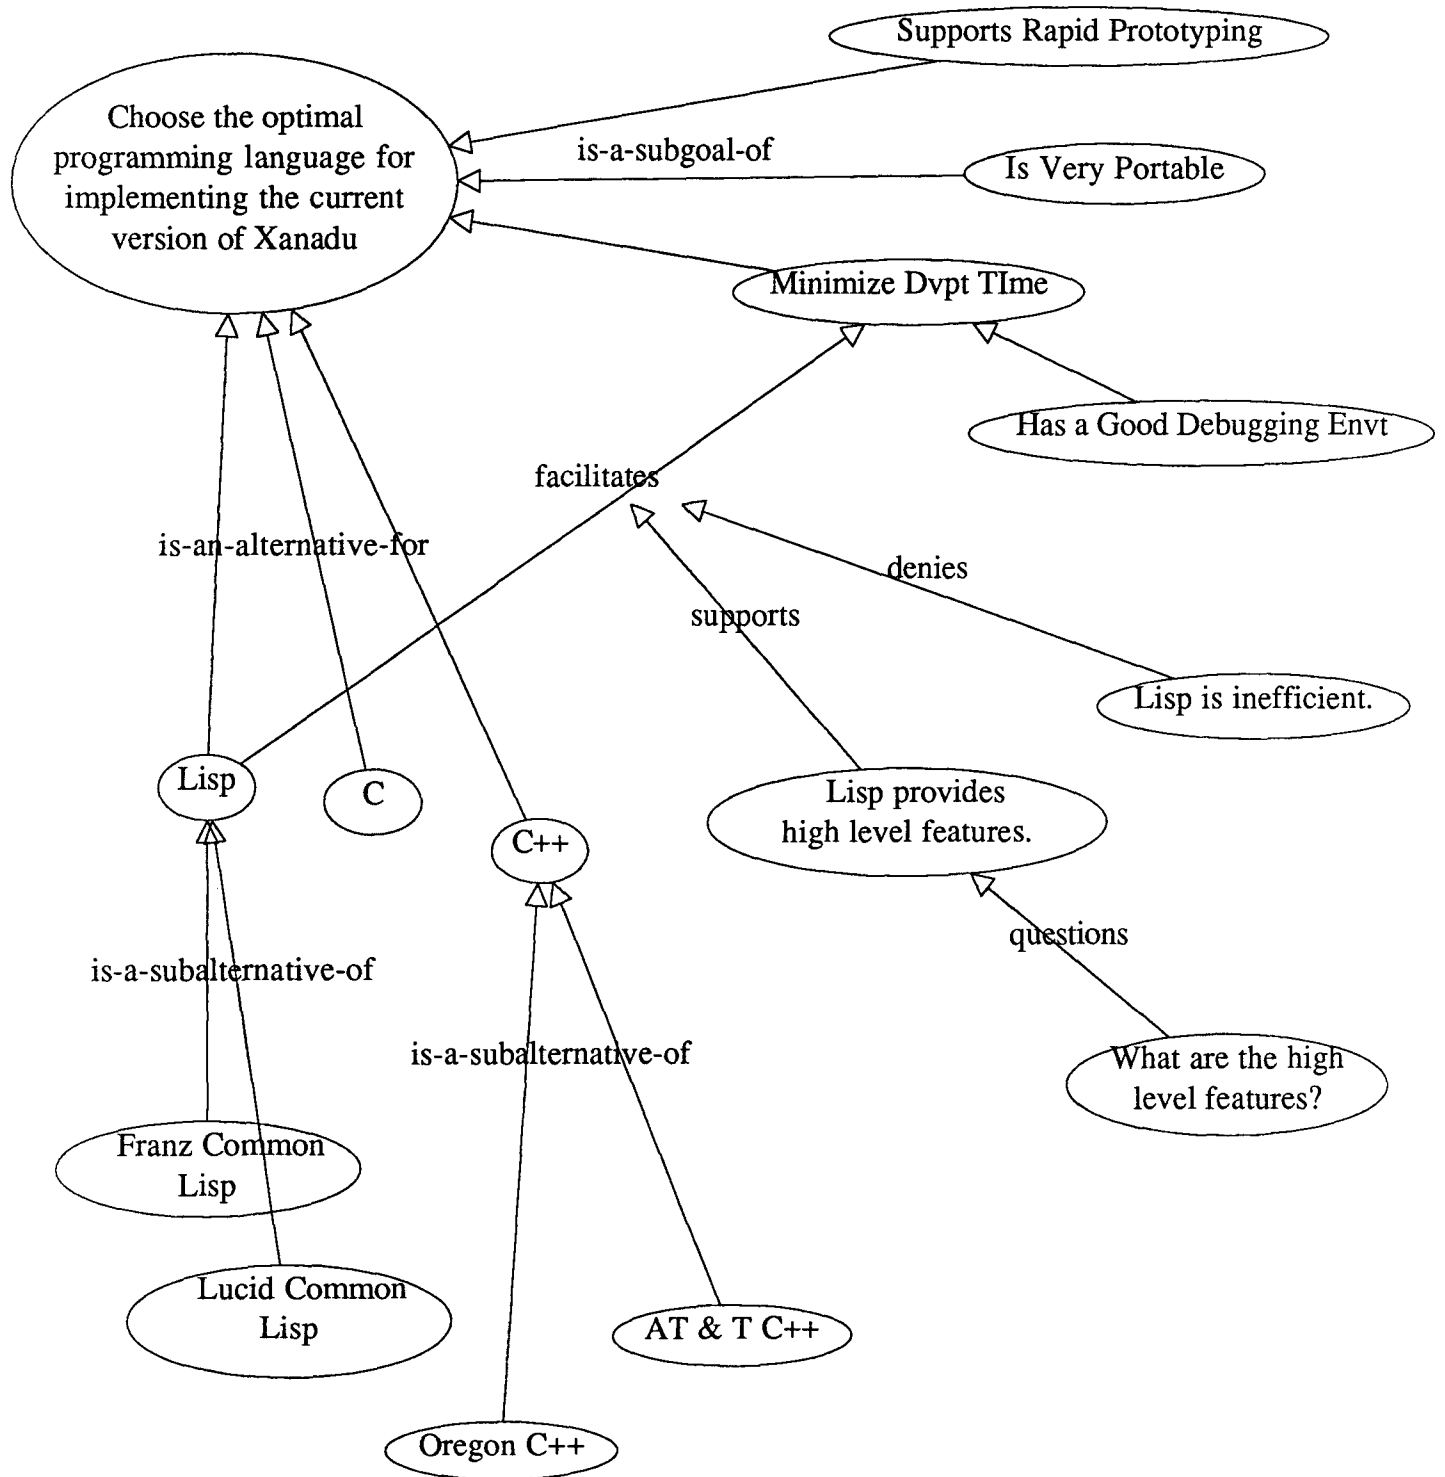 Supports Rapid Prototyping
Choose the optimal
programming language for
implementing the current
version of Xanadu
is-a-subgoal-of
Is Very Portable
Minimize Dvpt TIme
Has a Good Debugging Envt
facilitates
is-an-alternative-for
denies
supports
Lisp is inefficient.
Lisp
C
C++
Lisp provides
high level features.
questions
is-a-subalternative-of
is-a-subalternative-of
What are the high
level features?
Franz Common
Lisp
Lucid Common
Lisp
AT & T C++
Oregon C++